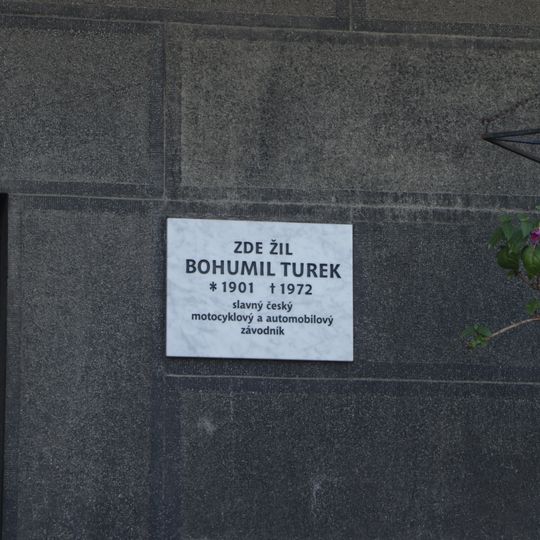 ZDE ŽIL
BOHUMIL TUREK
* 1901 † 1972
slavný český
motocyklový a automobilový
závodník